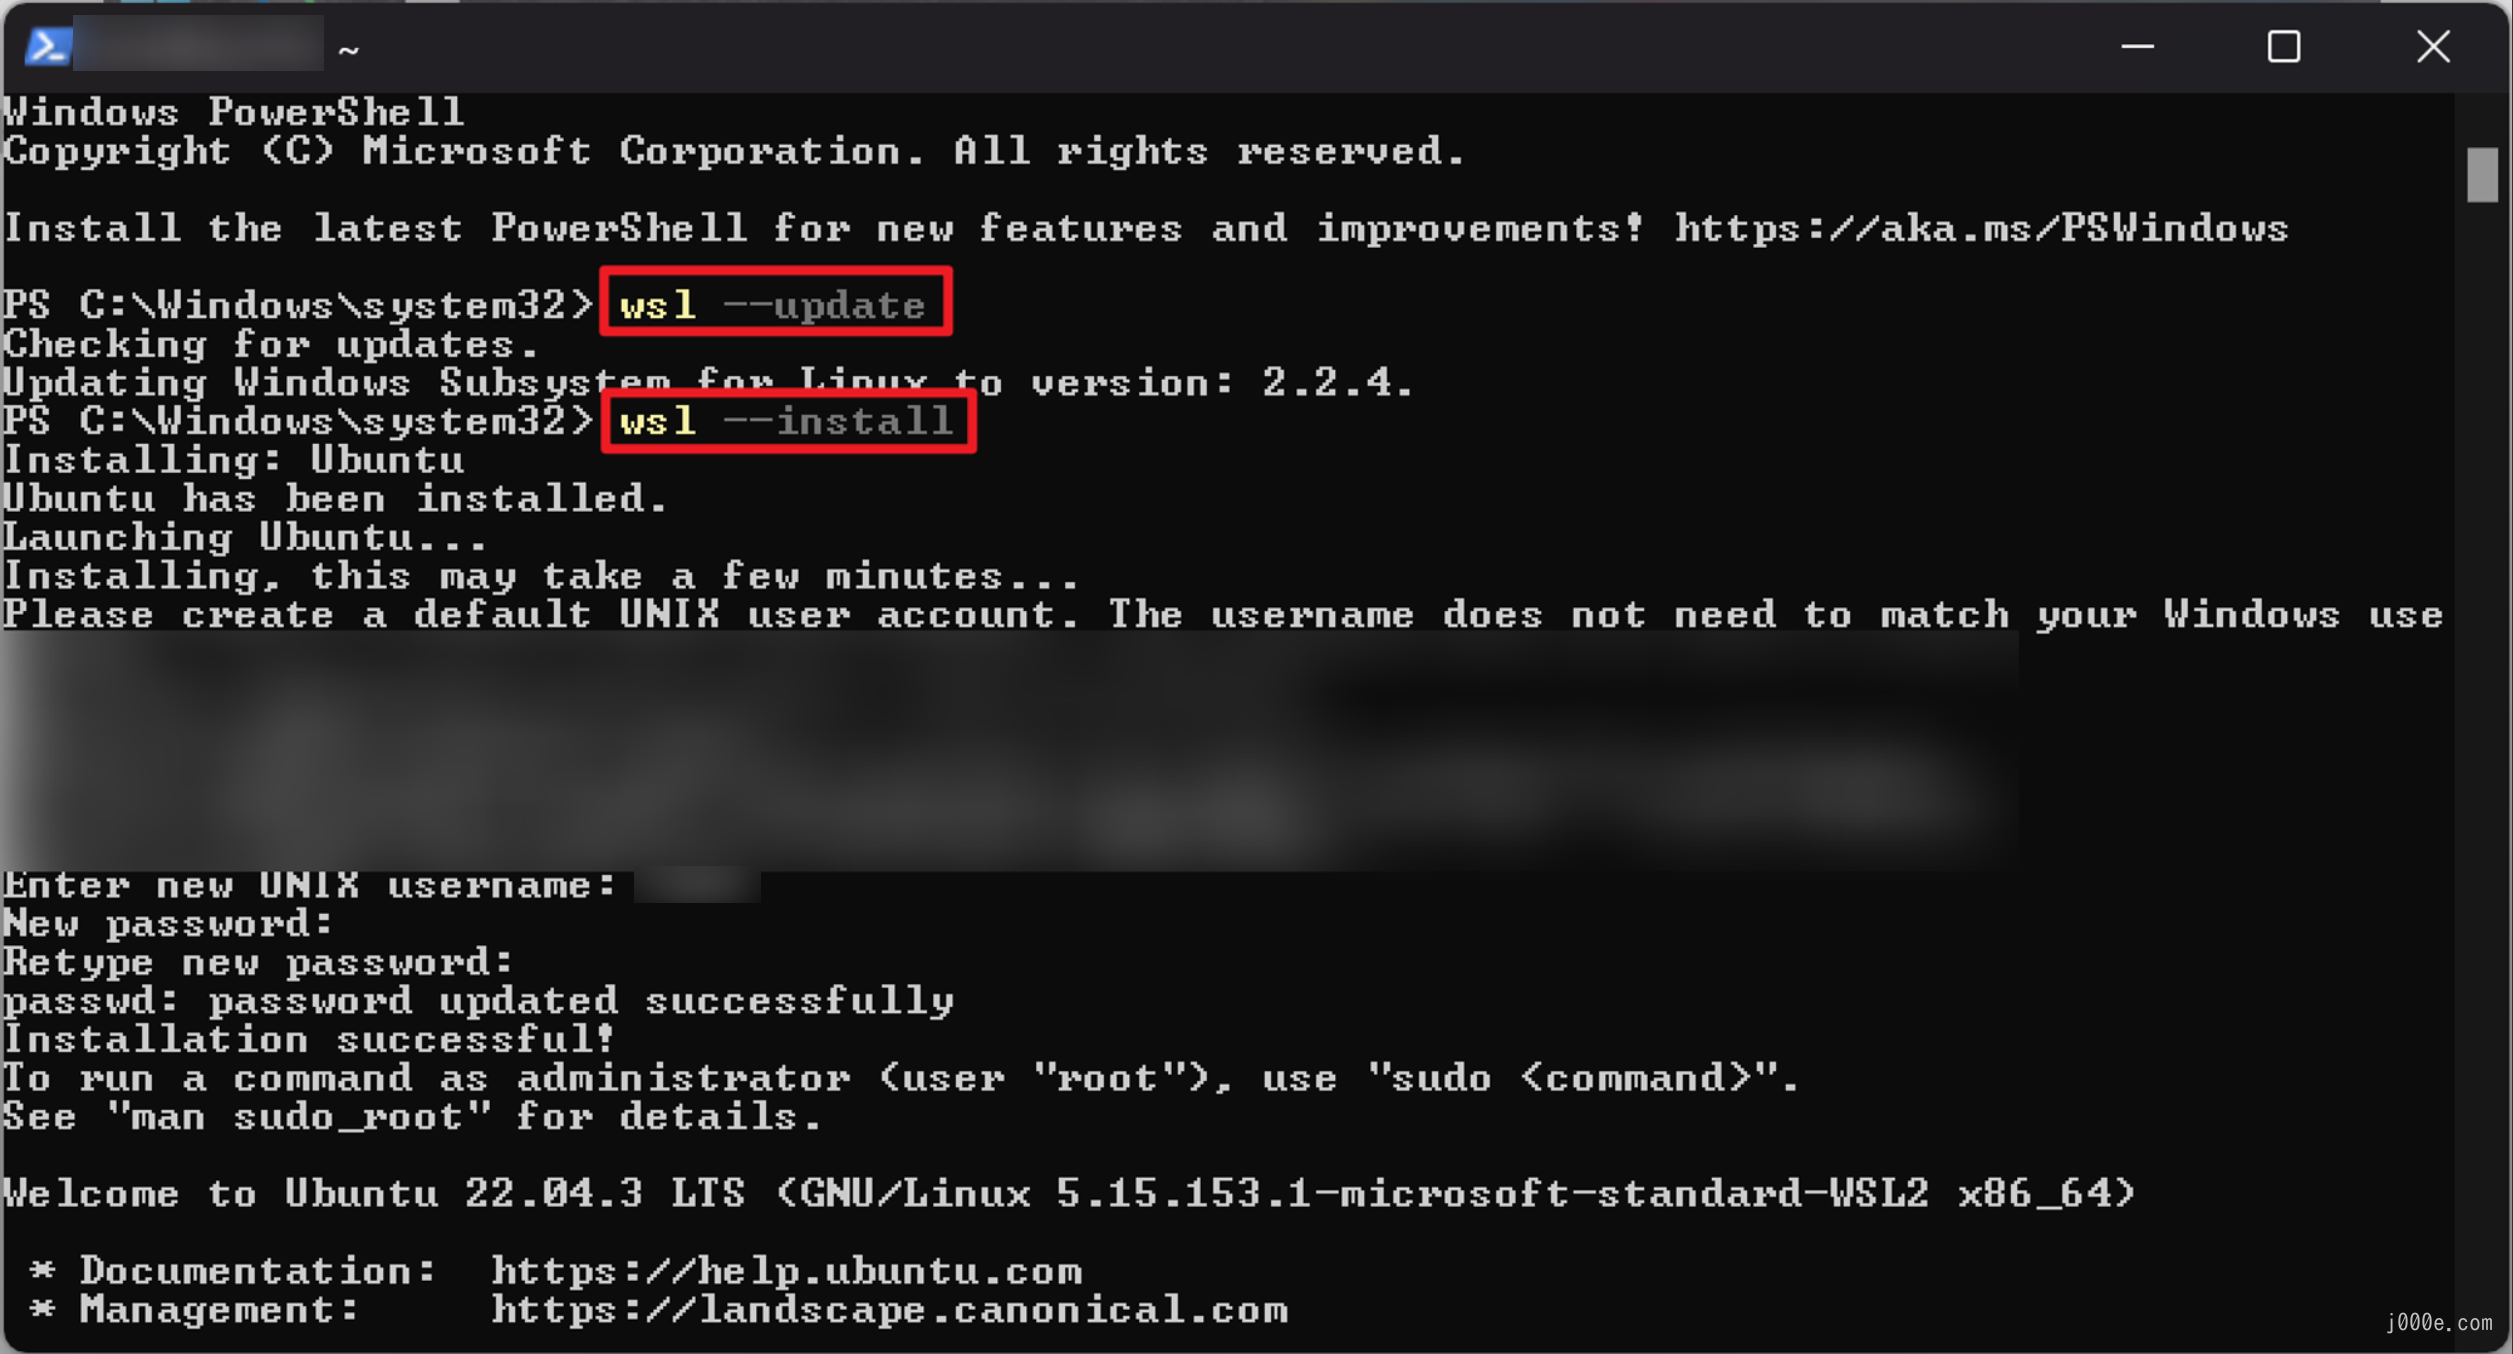 ~
Windows PowerShell
Copyright (C) Microsoft Corporation. All rights reserved.
Install the latest PowerShell for new features and improvements! https://aka.ms/PSWindows
PS C:\Windows\system32> wsl --update
Checking for updates.
Updating Windows Subsystem for Linux to version: 2.2.4.
PS C:\Windows\system32> wsl --install
Installing: Ubuntu
Ubuntu has been installed.
Launching Ubuntu...
Installing, this may take a few minutes...
Please create a default UNIX user account. The username does not need to match your Windows use
Enter new UNIX username:
New password:
Retype new password:
passwd: password updated successfully
Installation successful!
To run a command as administrator (user "root"), use "sudo <command>".
See "man sudo_root" for details.
Welcome to Ubuntu 22.04.3 LTS (GNU/Linux 5.15.153.1-microsoft-standard-WSL2 x86_64)
* Documentation: https://help.ubuntu.com
* Management: https://landscape.canonical.com
j000e.com